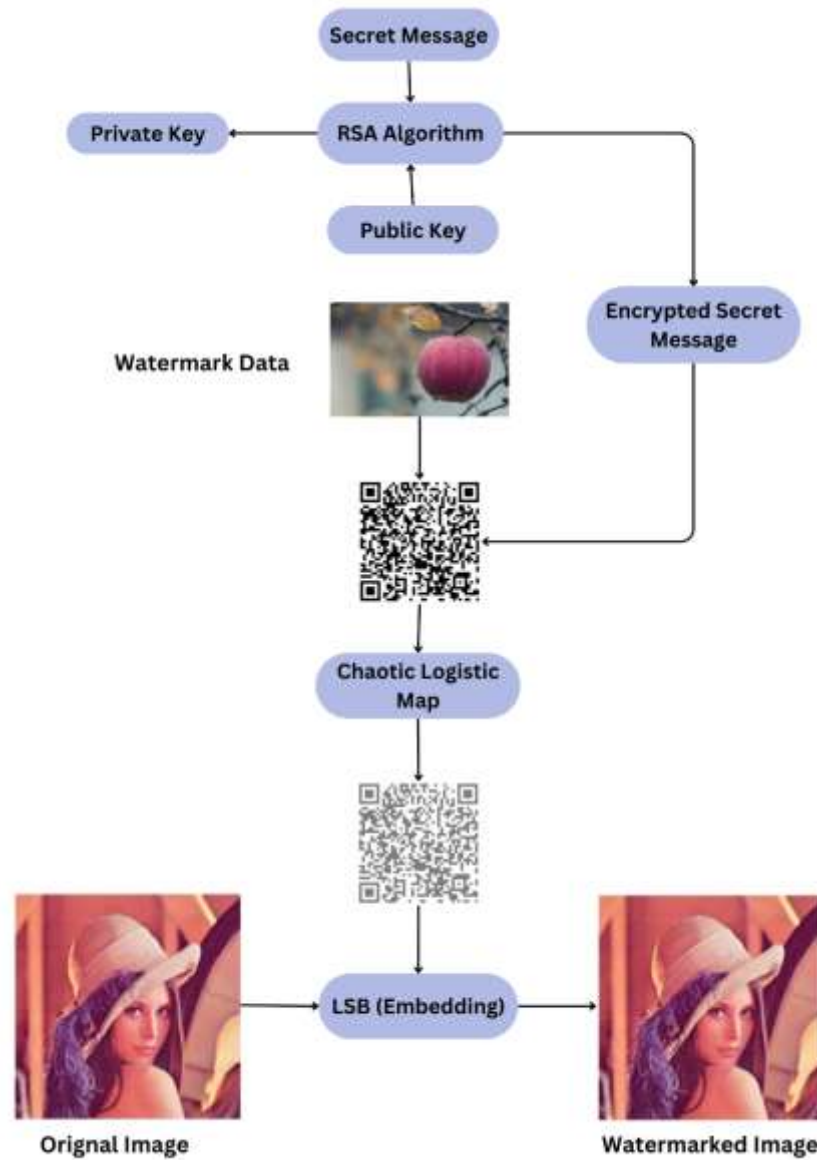 Secret Message
Private Key
RSA Algorithm
Public Key
Encrypted Secret
Message
Watermark Data
Chaotic Logistic
Map
LSB (Embedding)
Orignal Image
Watermarked Image